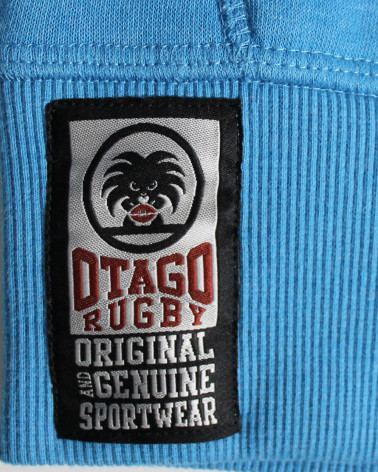 OTAGO
RUGBY
ORIGINAL
AND GENUINE
SPORTWEAR